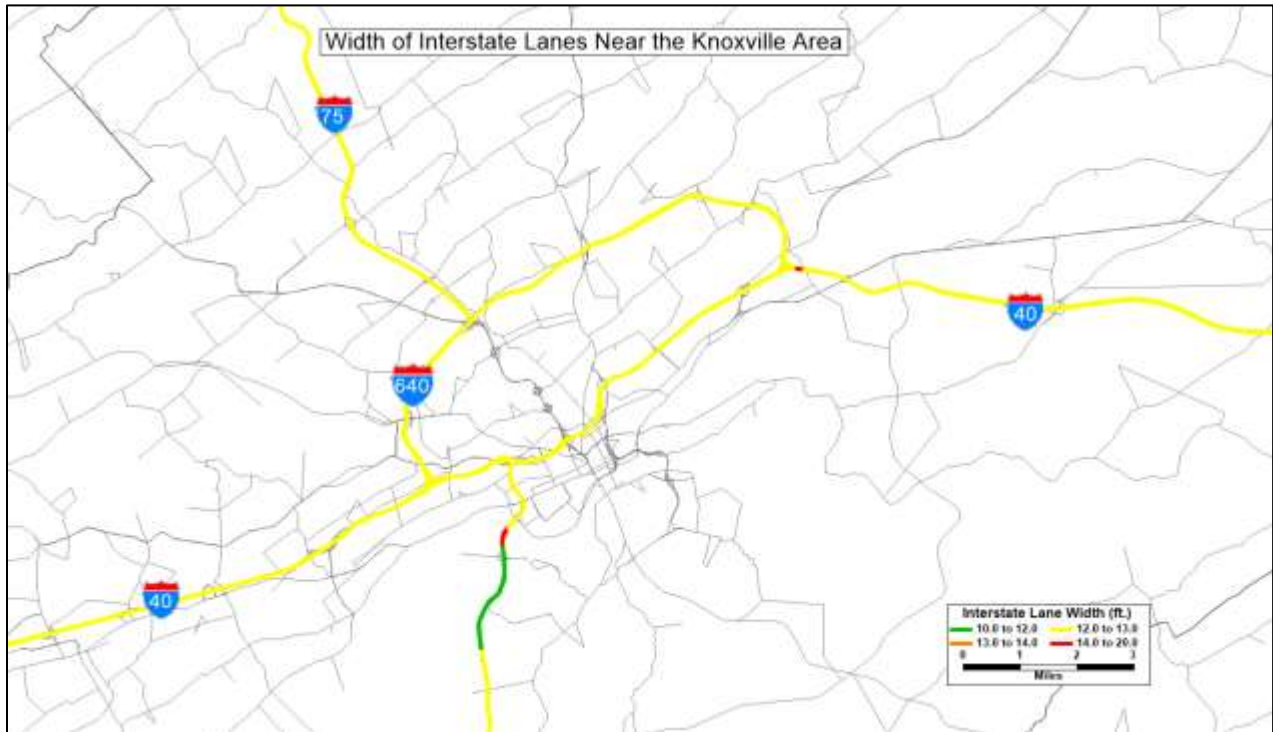 Width of Interstate Lanes Near the Knoxville Area
75
40
640
40
Interstate Lane Width (ft.)
10.0 to 12.0 12.0 to 13.0
13.0 to 14.0 14.0 to 20.0
0 1 2 3
Miles